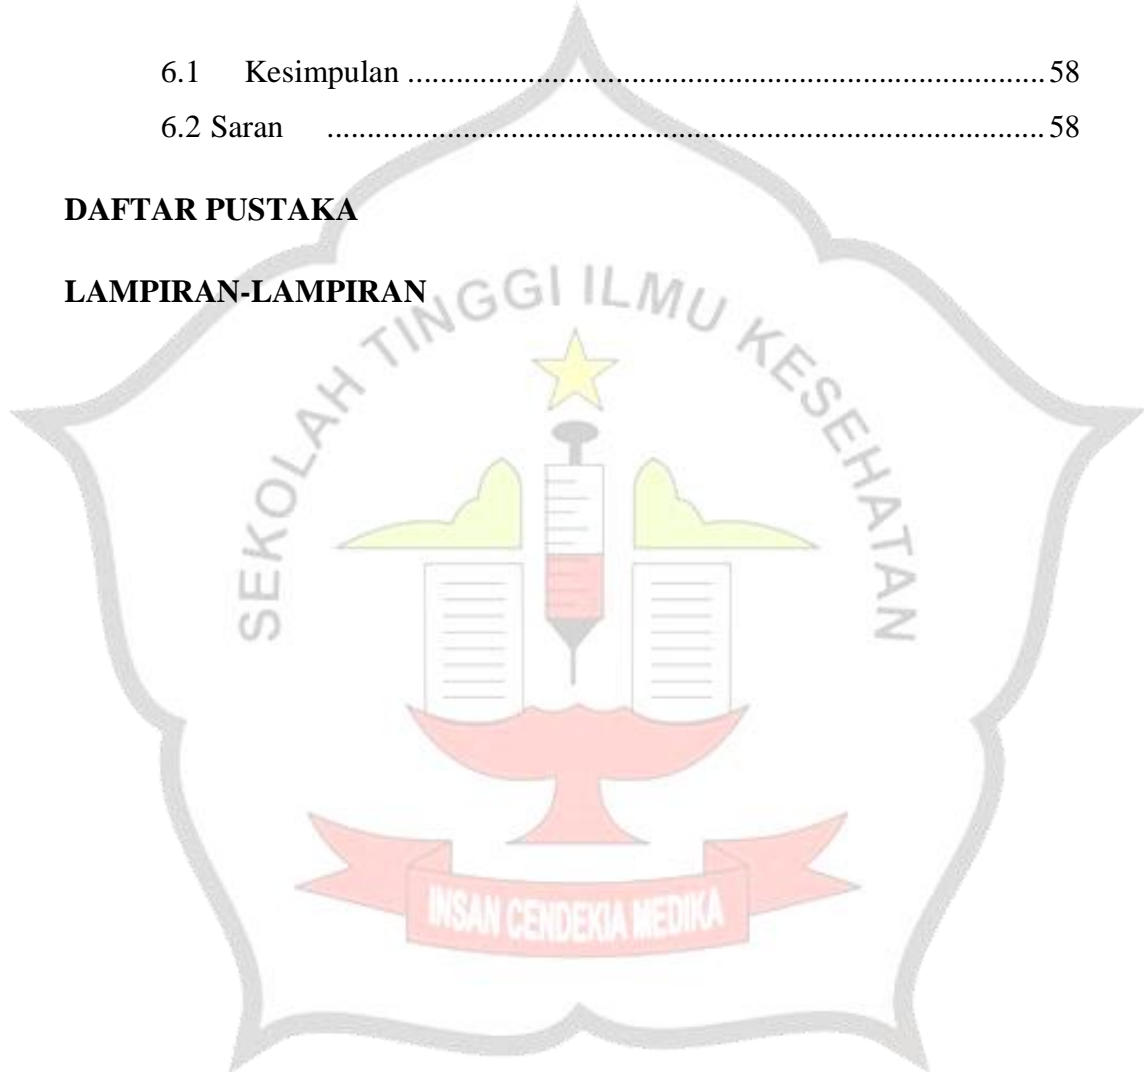 6.1 Kesimpulan ............................................................................... 58
6.2 Saran ......................................................................................... 58
DAFTAR PUSTAKA
LAMPIRAN-LAMPIRAN
SEKOLAH TINGGI ILMU KESEHATAN
INSAN CENDEKIA MEDIKA